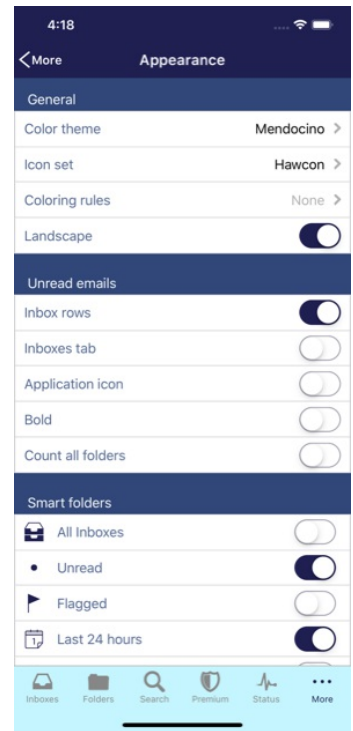 4:18
More Appearance
General
Color theme Mendocino
Icon set Hawcon
Coloring rules None
Landscape
Unread emails
Inbox rows
Inboxes tab
Application icon
Bold
Count all folders
Smart folders
All Inboxes
Unread
Flagged
1 Last 24 hours
Inboxes Folders Search Premium Status More